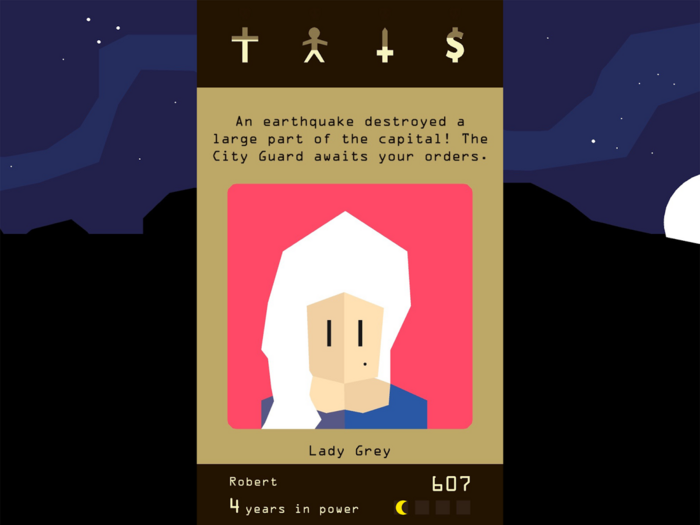 An earthquake destroyed a
large part of the capital! The
City Guard awaits your orders.
Lady Grey
Robert
607
4 years in power